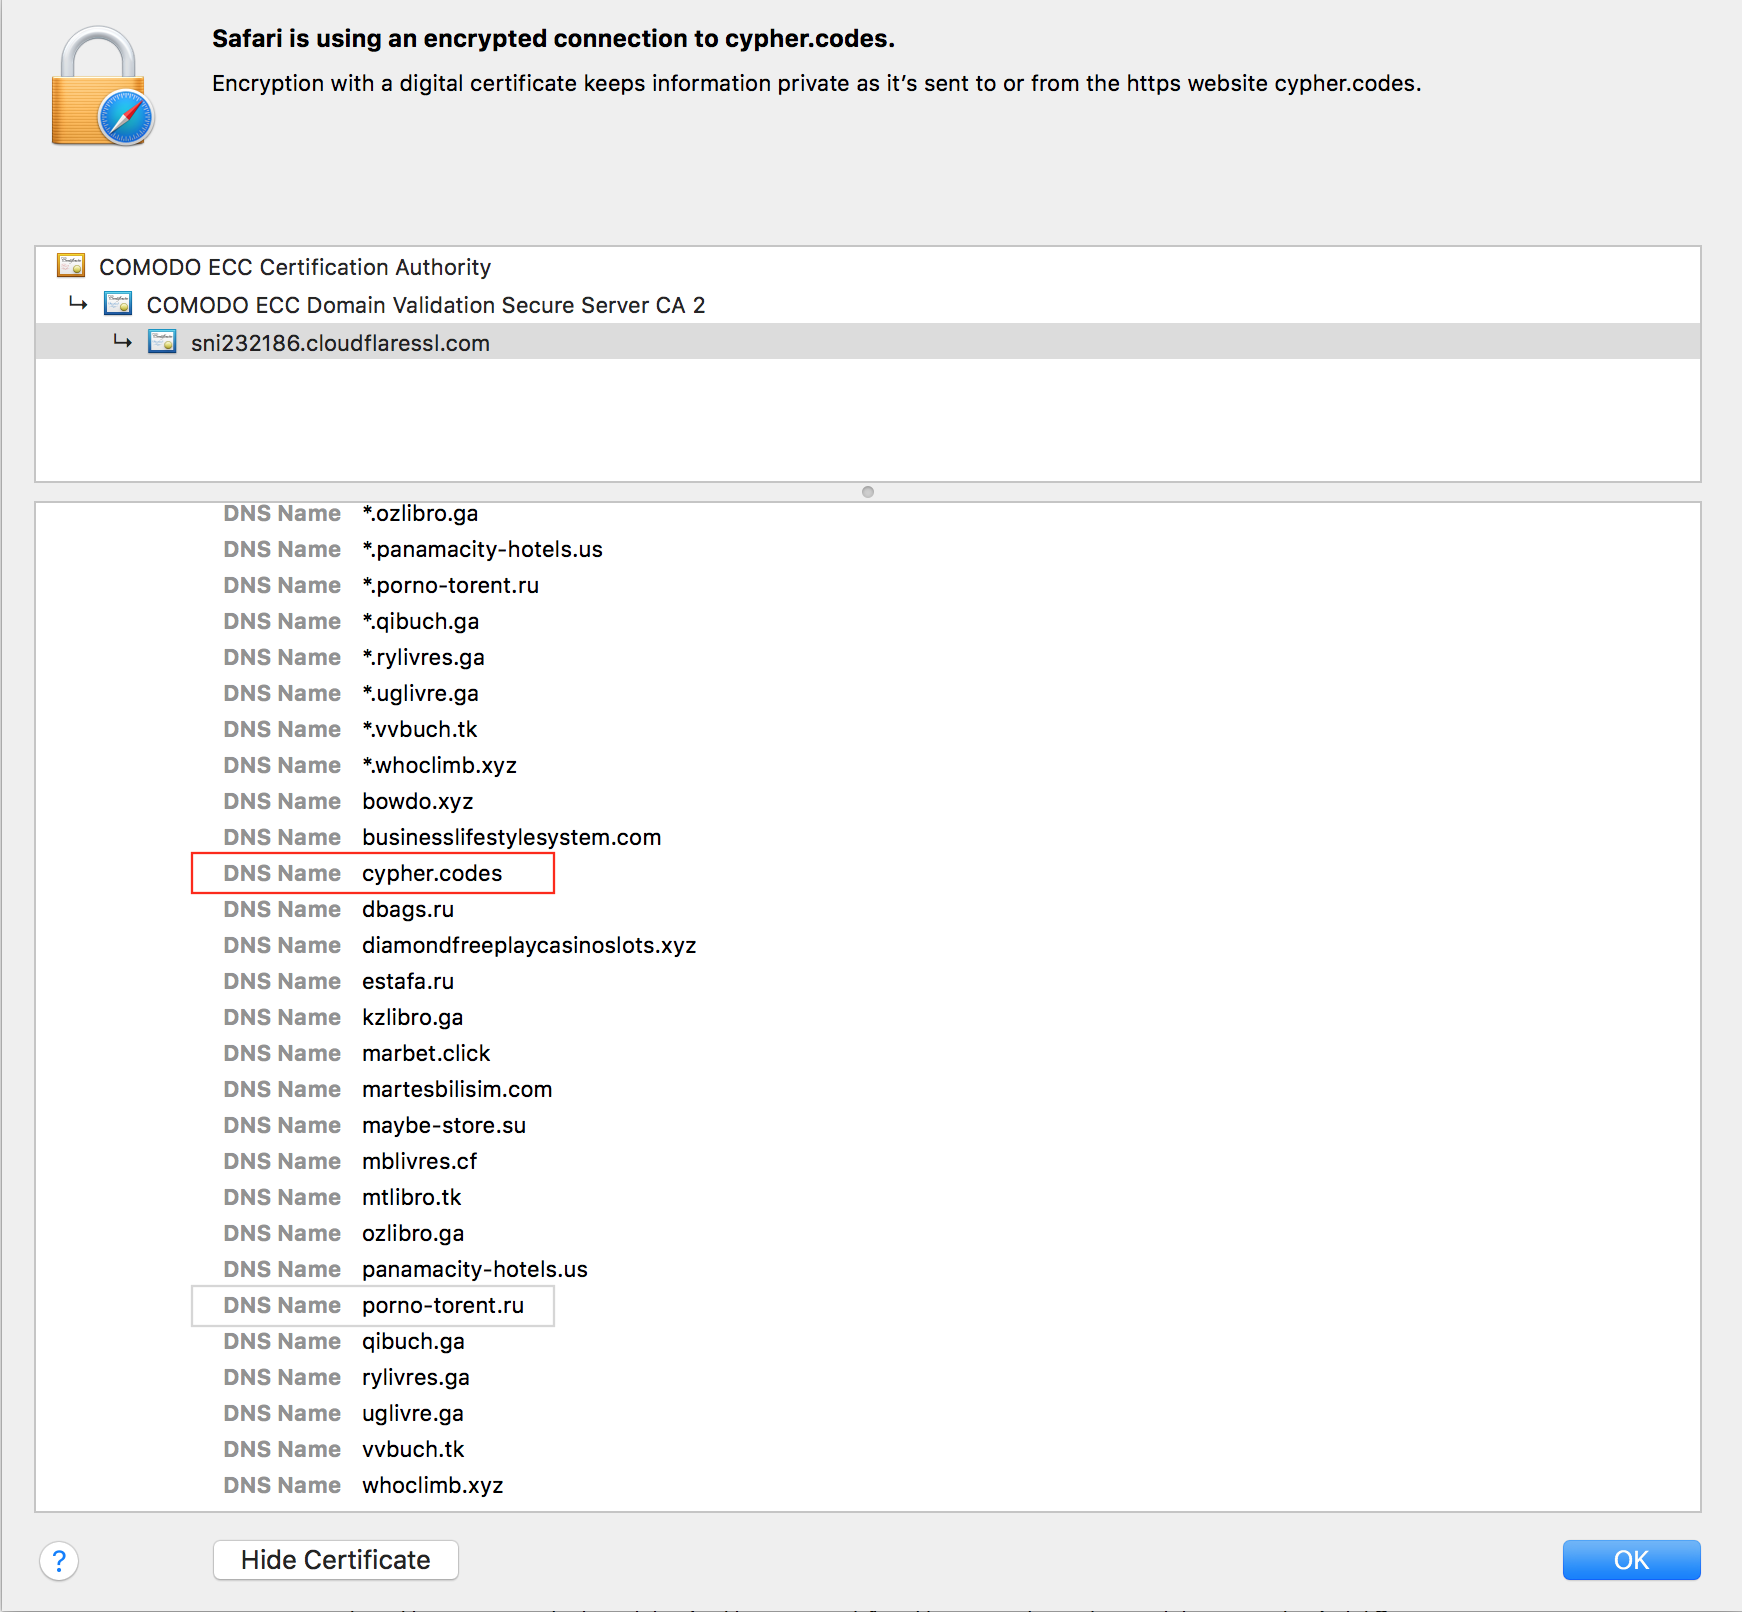 Safari is using an encrypted connection to cypher.codes.
Encryption with a digital certificate keeps information private as it’s sent to or from the https website cypher.codes.
COMODO ECC Certification Authority
↳ COMODO ECC Domain Validation Secure Server CA 2
↳ sni232186.cloudflaressl.com
DNS Name *.ozlibro.ga
DNS Name *.panamacity-hotels.us
DNS Name *.porno-torent.ru
DNS Name *.qibuch.ga
DNS Name *.rylivres.ga
DNS Name *.uglivre.ga
DNS Name *.vvbuch.tk
DNS Name *.whoclimb.xyz
DNS Name bowdo.xyz
DNS Name businesslifestylesystem.com
DNS Name cypher.codes
DNS Name dbags.ru
DNS Name diamondfreeplaycasinoslots.xyz
DNS Name estafa.ru
DNS Name kzlibro.ga
DNS Name marbet.click
DNS Name martesbilisim.com
DNS Name maybe-store.su
DNS Name mblivres.cf
DNS Name mtlibro.tk
DNS Name ozlibro.ga
DNS Name panamacity-hotels.us
DNS Name porno-torent.ru
DNS Name qibuch.ga
DNS Name rylivres.ga
DNS Name uglivre.ga
DNS Name vvbuch.tk
DNS Name whoclimb.xyz
? Hide Certificate OK